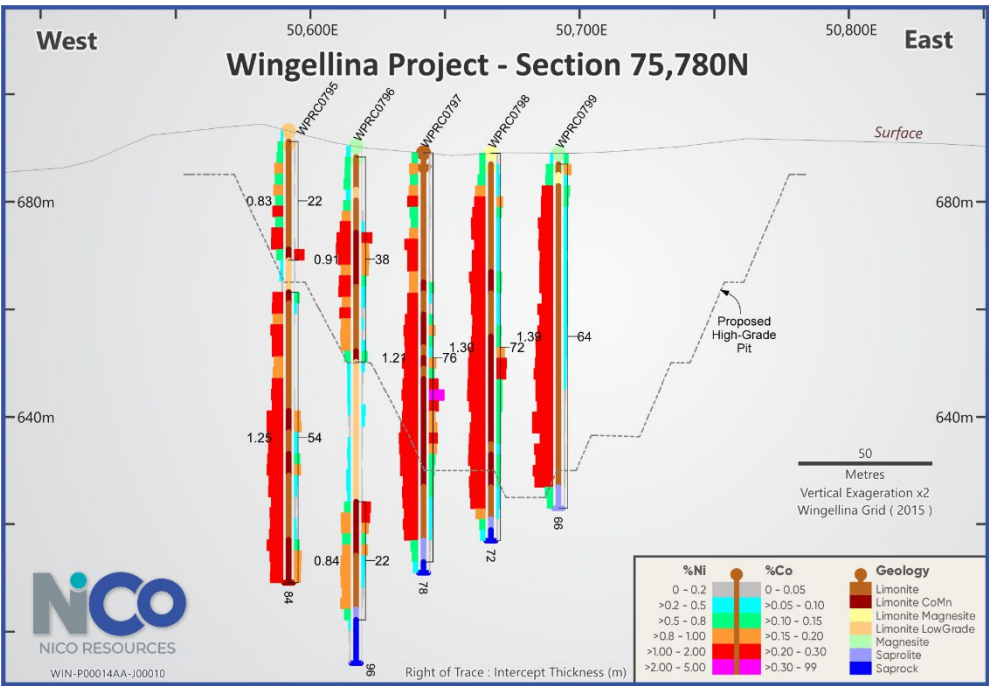 50,600E
50,700E
50,800E
West
East
Wingellina Project - Section 75,780N
WPRC0795
WPRC0796
WPRC0797
WPRC0798
WPRC0799
Surface
680m
680m
0.83
22
0.91
38
1.21
76
1.30
72
1.39
64
Proposed
High-Grade
Pit
640m
640m
1.25
54
0.84
22
84
96
78
72
66
50
Metres
Vertical Exageration x2
Wingellina Grid ( 2015 )
%Ni
%Co
Geology
0 - 0.2
0 - 0.05
Limonite
>0.2 - 0.5
>0.05 - 0.10
Limonite CoMn
>0.5 - 0.8
>0.10 - 0.15
Limonite Magnesite
>0.8 - 1.00
>0.15 - 0.20
Limonite LowGrade
>1.00 - 2.00
>0.20 - 0.30
Magnesite
>2.00 - 5.00
>0.30 - 99
Saprolite
Saprock
NiCo
NICO RESOURCES
WIN-P00014AA-J00010
Right of Trace : Intercept Thickness (m)